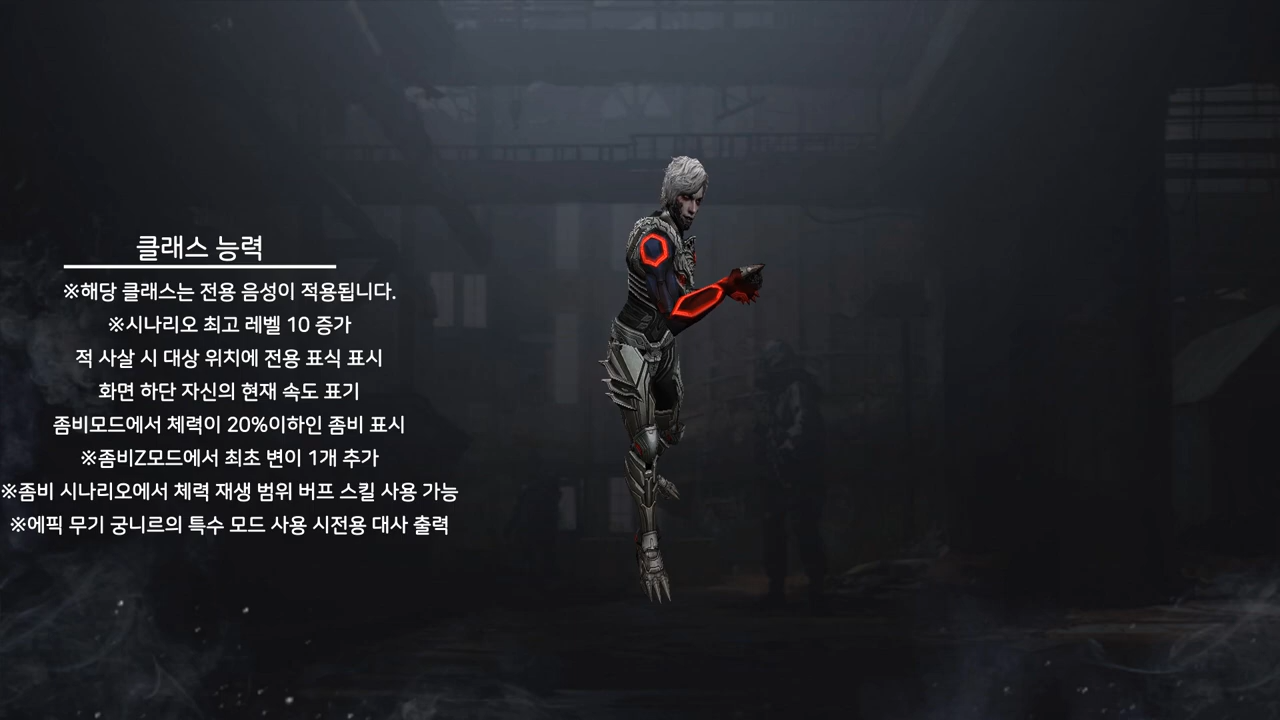 클래스 능력
※해당 클래스는 전용 음성이 적용됩니다.
※시나리오 최고 레벨 10 증가
적 사살 시 대상 위치에 전용 표식 표시
화면 하단 자신의 현재 속도 표기
좀비모드에서 체력이 20%이하인 좀비 표시
※좀비Z모드에서 최초 변이 1개 추가
※좀비 시나리오에서 체력 재생 범위 버프 스킬 사용 가능
※에픽 무기 궁니르의 특수 모드 사용 시전용 대사 출력